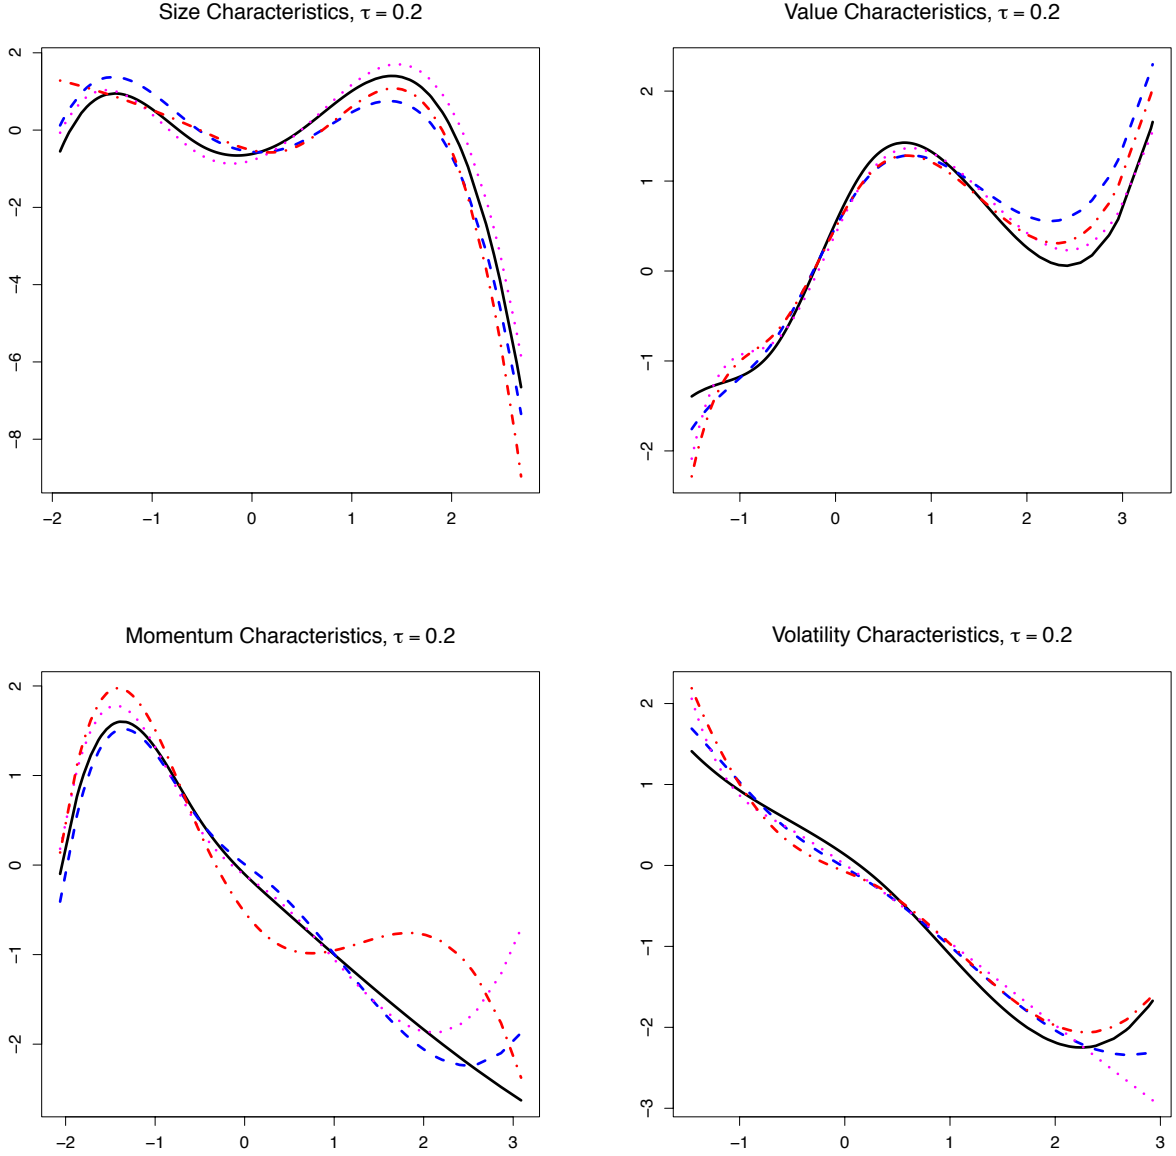 Size Characteristics, τ = 0.2
2
0
−2
−4
−6
−8
−2 −1 0 1 2
Value Characteristics, τ = 0.2
2
1
0
−1
−2
−1 0 1 2 3
Momentum Characteristics, τ = 0.2
2
1
0
−1
−2
−2 −1 0 1 2 3
Volatility Characteristics, τ = 0.2
2
1
0
−1
−2
−3
−1 0 1 2 3